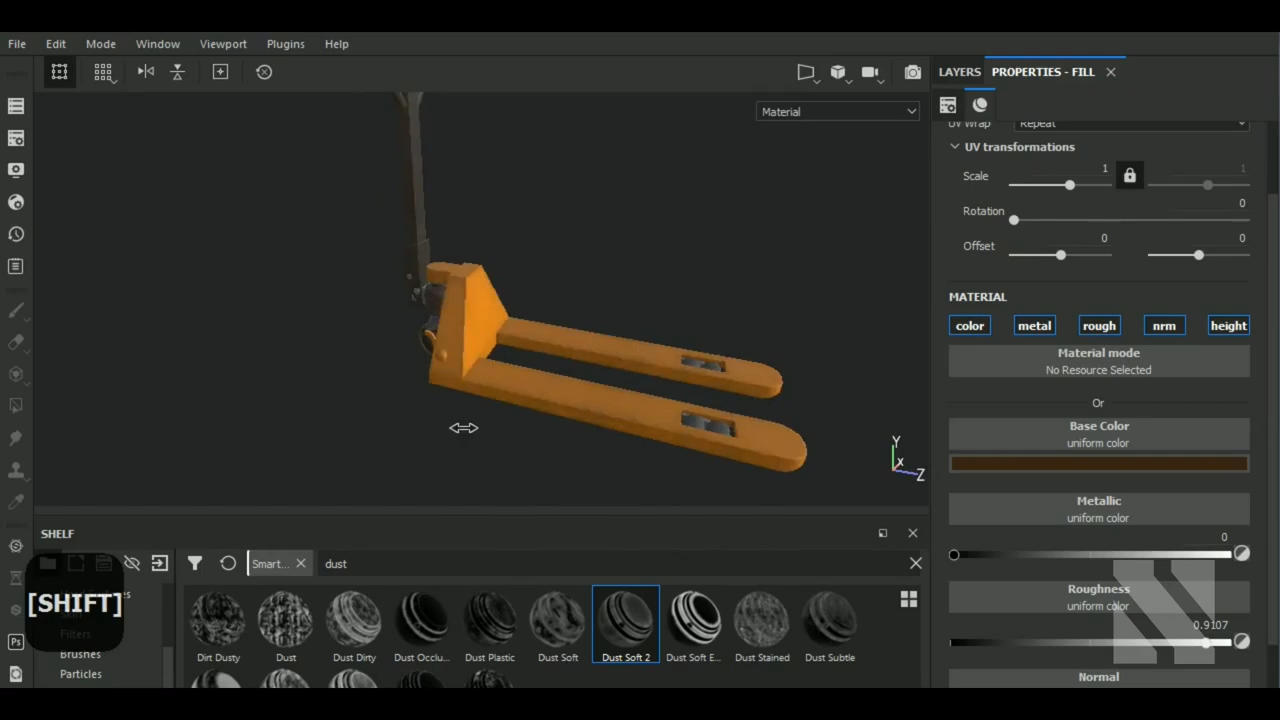 File Edit Mode Window Viewport Plugins Help
LAYERS PROPERTIES - FILL
Material
UV Wrap Repeat
UV transformations
Scale 1 1
Rotation 0
Offset 0 0
MATERIAL
color metal rough nrm height
Material mode
No Resource Selected
Or
Base Color
uniform color
Metallic
uniform color
0
Roughness
uniform color
0.9107
Normal
Y
X
Z
SHELF
Smart... dust
[SHIFT]
Filters
Brushes
Particles
Dirt Dusty Dust Dust Dirty Dust Occlu... Dust Plastic Dust Soft Dust Soft 2 Dust Soft E... Dust Stained Dust Subtle
Ps